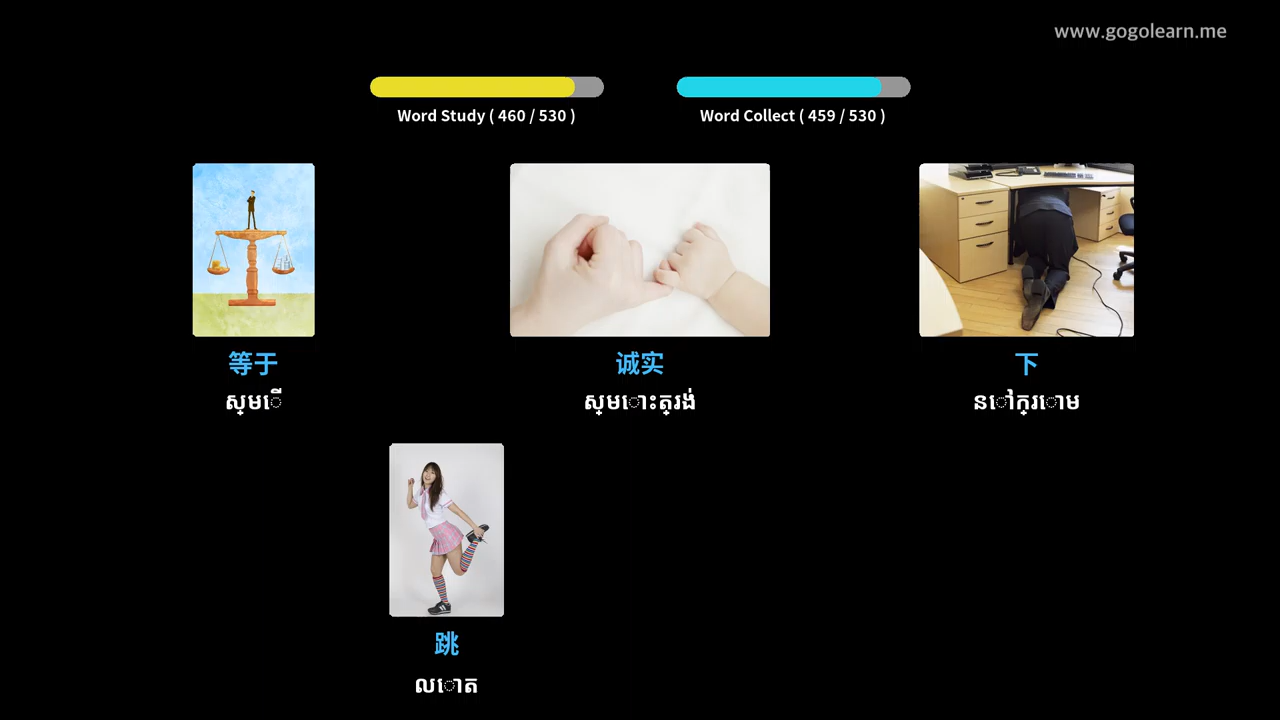 www.gogolearn.me
Word Study ( 460 / 530 )
Word Collect ( 459 / 530 )
等于
诚实
下
ស្មើ
ស្មោះត្រង់
នៅក្រោម
跳
លោត